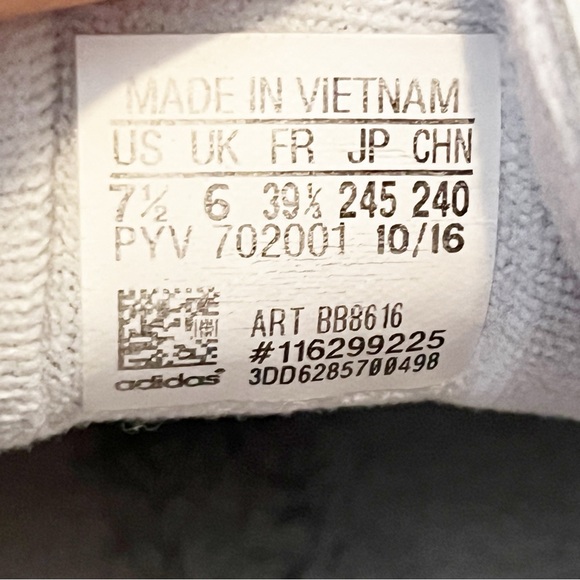 MADE IN VIETNAM
US UK FR JP CHN
7½ 6 39⅓ 245 240
PYV 702001 10/16
ART BB8616
#116299225
adidas 3DD6285700498